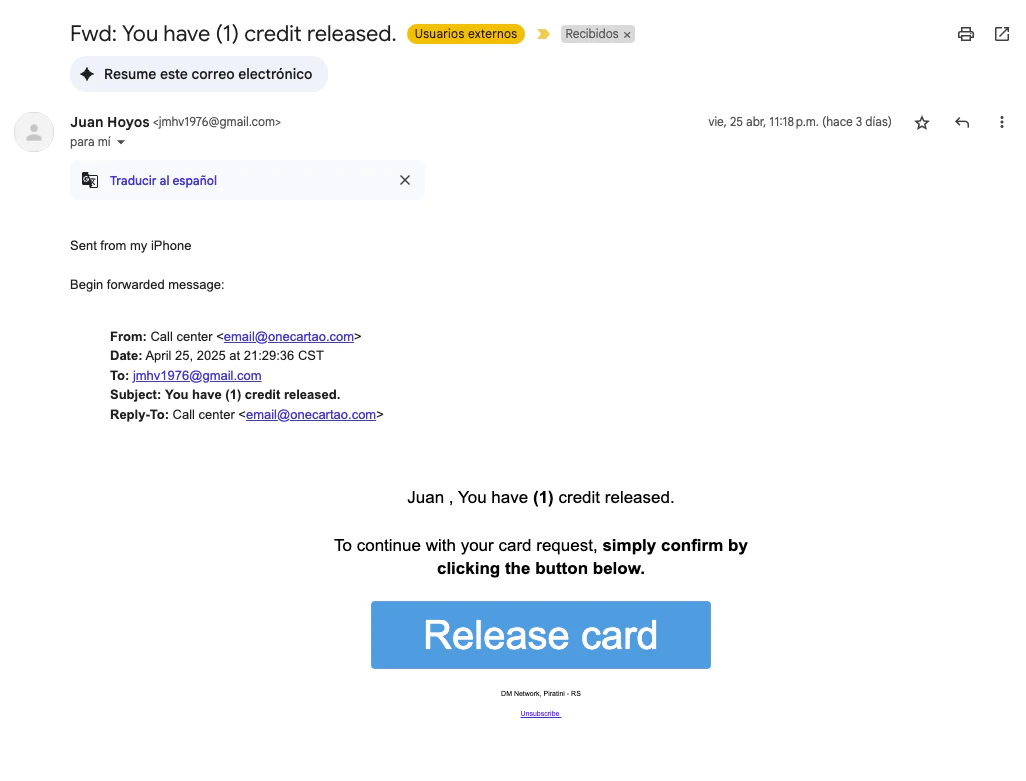 Fwd: You have (1) credit released. Usuarios externos Recibidos ×
Resume este correo electrónico
Juan Hoyos <jmhv1976@gmail.com> vie, 25 abr, 11:18 p.m. (hace 3 días)
para mí
Traducir al español
Sent from my iPhone
Begin forwarded message:
From: Call center <email@onecartao.com>
Date: April 25, 2025 at 21:29:36 CST
To: jmhv1976@gmail.com
Subject: You have (1) credit released.
Reply-To: Call center <email@onecartao.com>
Juan , You have (1) credit released.
To continue with your card request, simply confirm by
clicking the button below.
Release card
DM Network, Piratini - RS
Unsubscribe